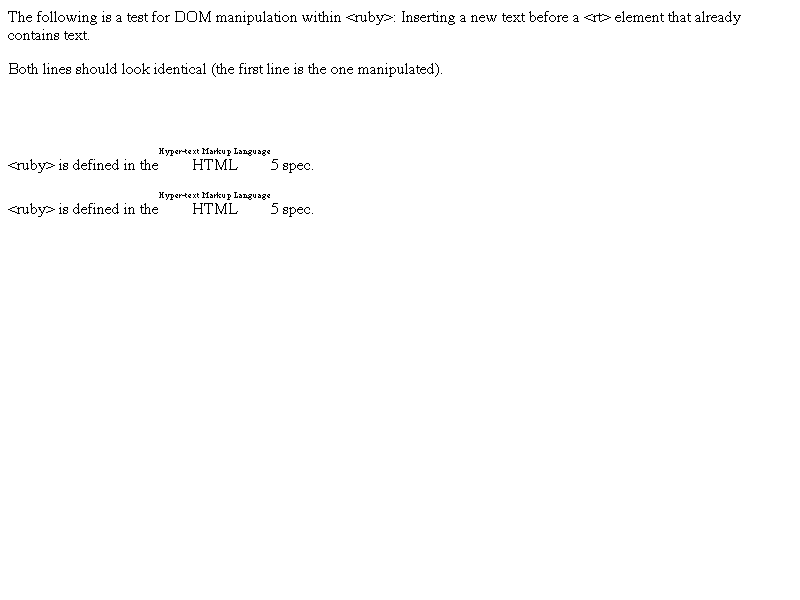 The following is a test for DOM manipulation within <ruby>: Inserting a new text before a <rt> element that already
contains text.
Both lines should look identical (the first line is the one manipulated).
Hyper-text Markup Language
<ruby> is defined in the HTML 5 spec.
Hyper-text Markup Language
<ruby> is defined in the HTML 5 spec.